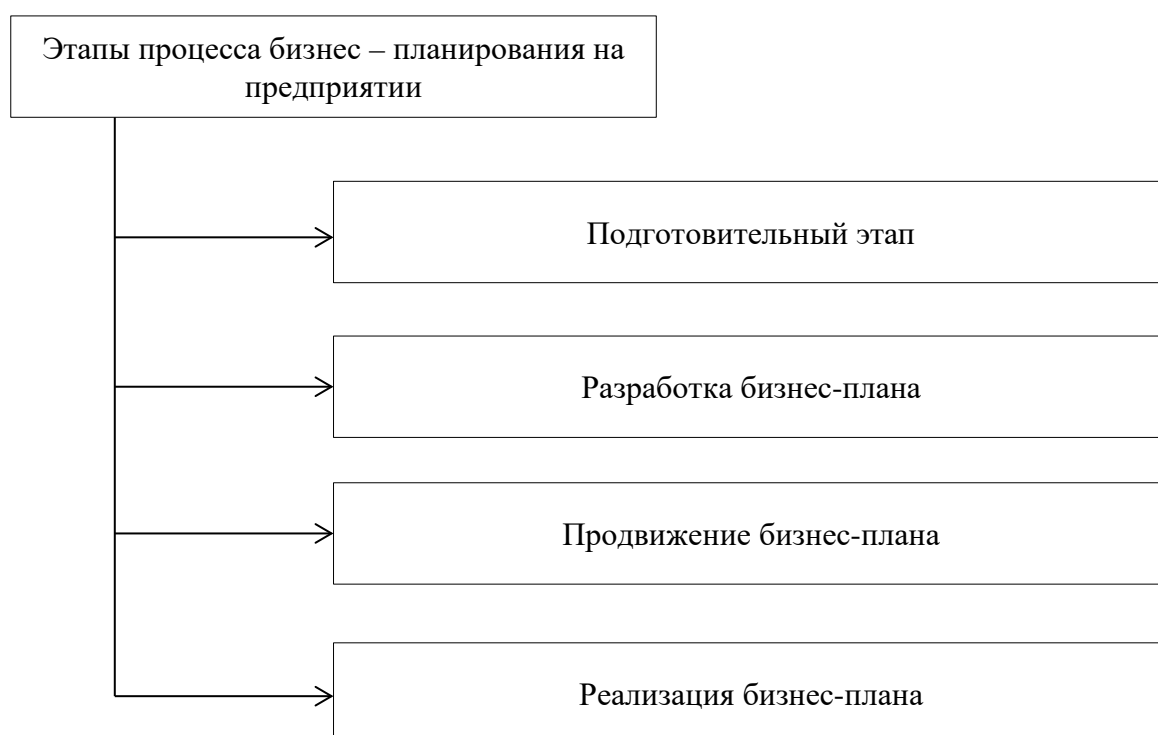 Этапы процесса бизнес – планирования на
предприятии
Подготовительный этап
Разработка бизнес-плана
Продвижение бизнес-плана
Реализация бизнес-плана